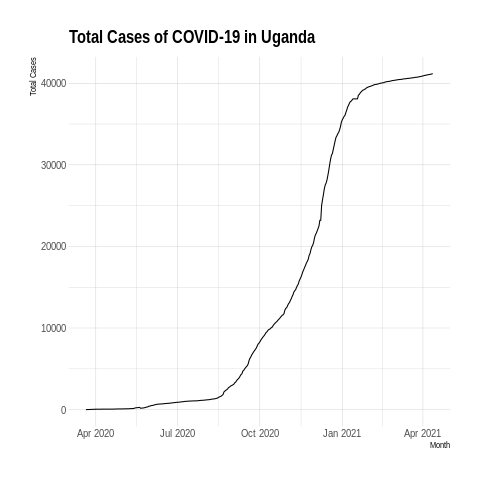 Total Cases of COVID-19 in Uganda
Total Cases
40000
30000
20000
10000
0
Apr 2020 Jul 2020 Oct 2020 Jan 2021 Apr 2021
Month